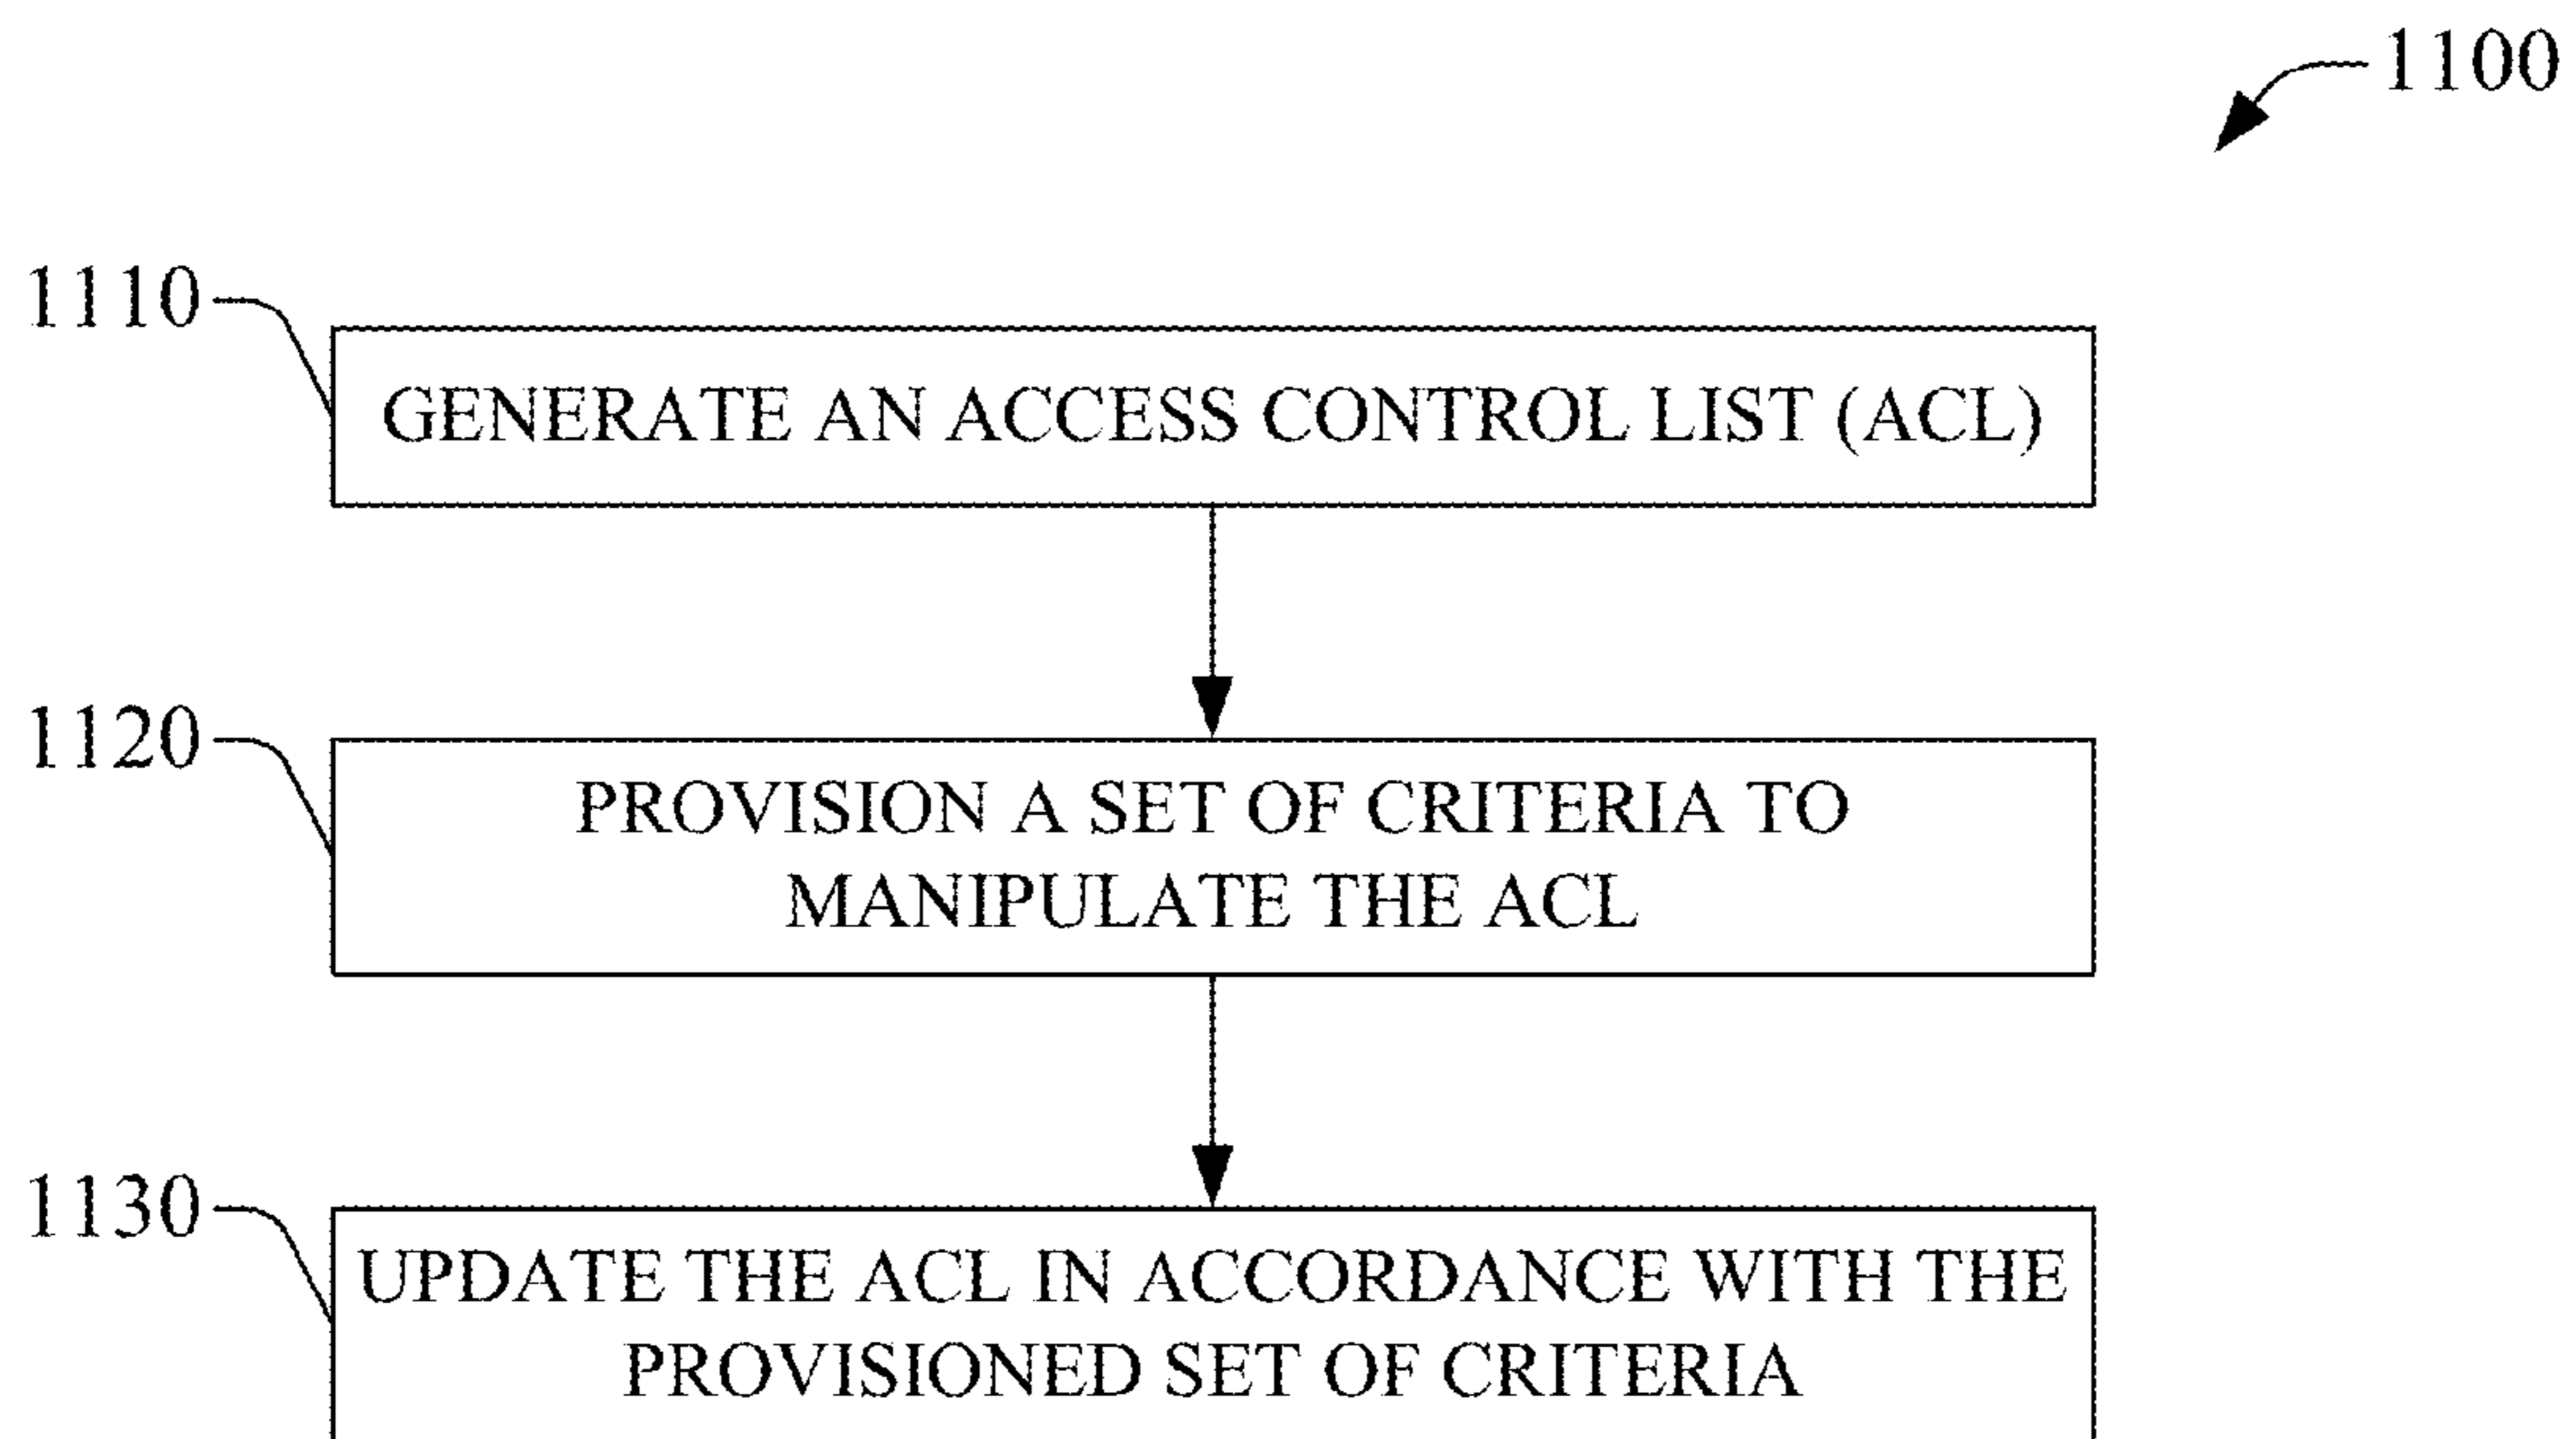 1100
1110
GENERATE AN ACCESS CONTROL LIST (ACL)
1120
PROVISION A SET OF CRITERIA TO
MANIPULATE THE ACL
1130
UPDATE THE ACL IN ACCORDANCE WITH THE
PROVISIONED SET OF CRITERIA